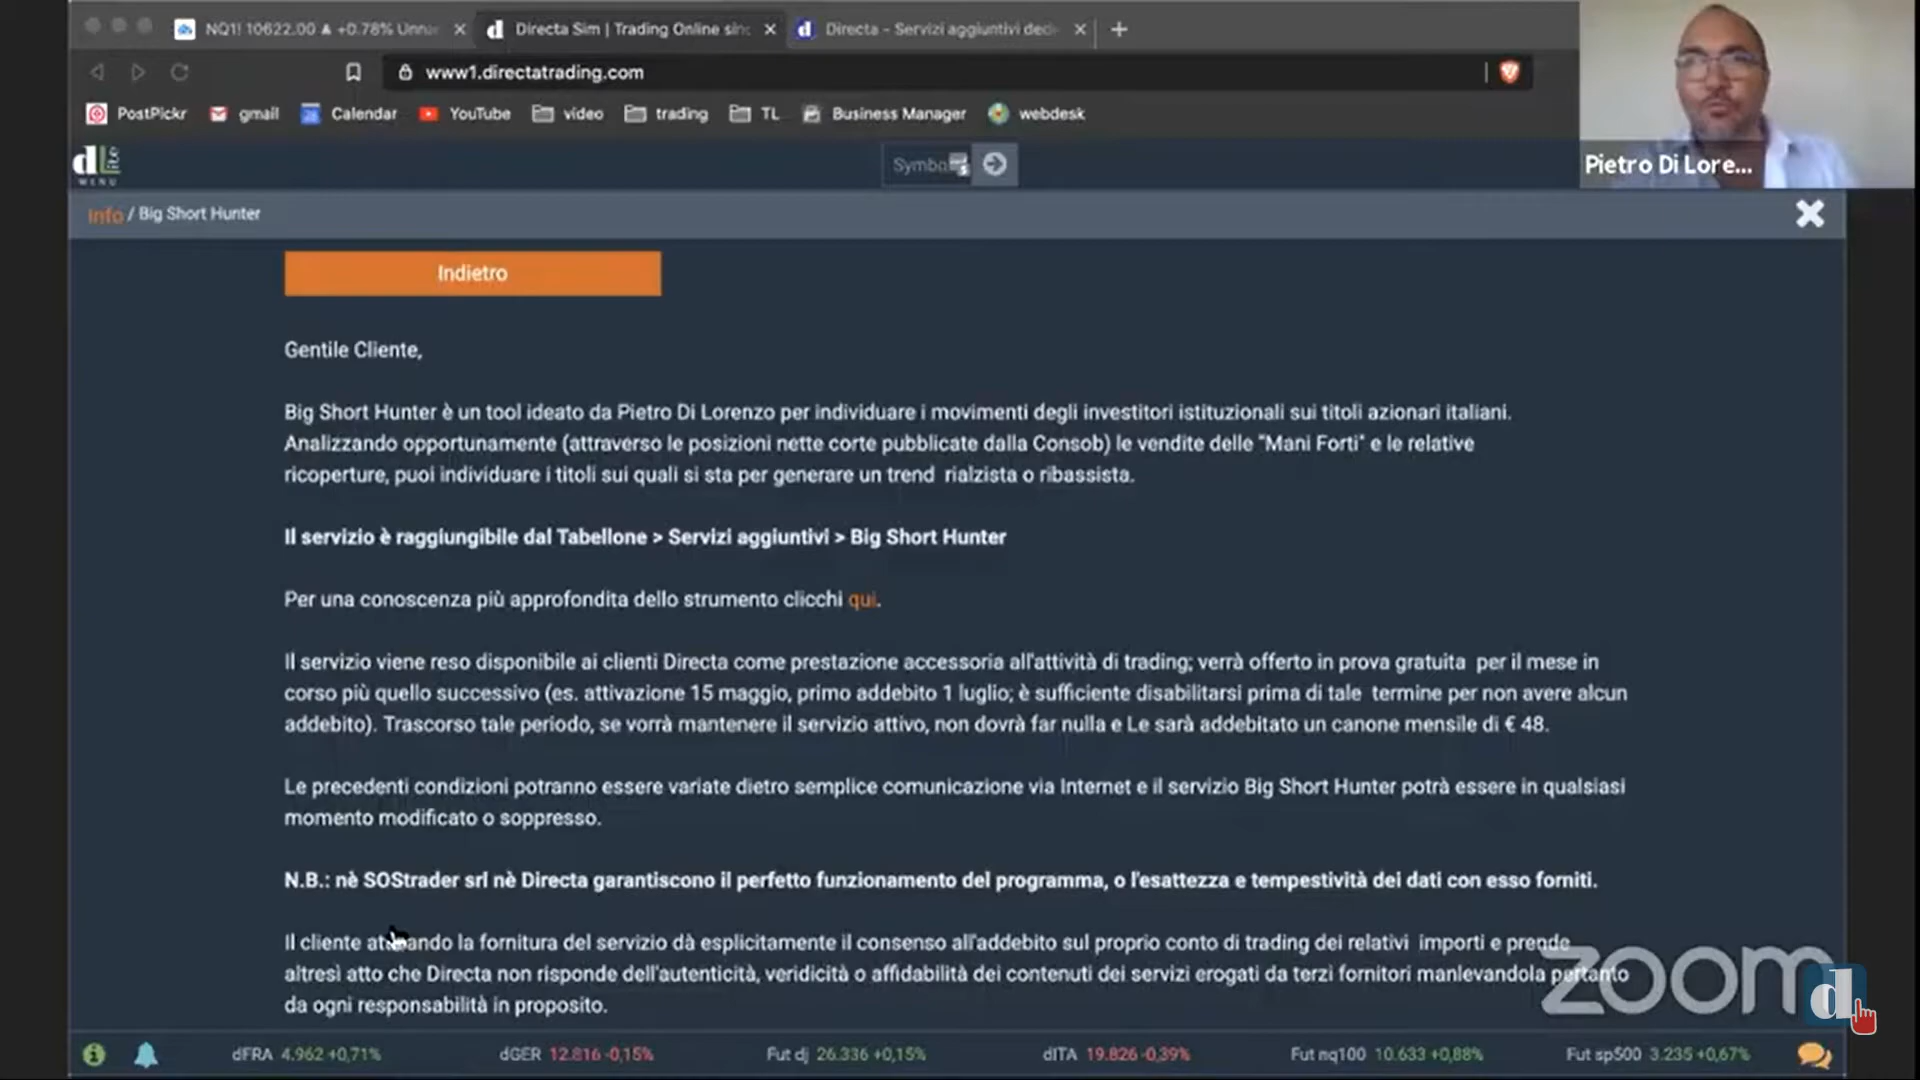 NQ1! 10622.00 ▲ +0.78% Unna
Directa Sim | Trading Online sinc
Directa - Servizi aggiuntivi dedi
www1.directatrading.com
PostPickr
gmail
Calendar
YouTube
video
trading
TL
Business Manager
webdesk
Pietro Di Lore...
dLite
MENU
Symbo
Info / Big Short Hunter
Indietro
Gentile Cliente,
Big Short Hunter è un tool ideato da Pietro Di Lorenzo per individuare i movimenti degli investitori istituzionali sui titoli azionari italiani.
Analizzando opportunamente (attraverso le posizioni nette corte pubblicate dalla Consob) le vendite delle "Mani Forti" e le relative
ricoperture, puoi individuare i titoli sui quali si sta per generare un trend rialzista o ribassista.
Il servizio è raggiungibile dal Tabellone > Servizi aggiuntivi > Big Short Hunter
Per una conoscenza più approfondita dello strumento clicchi qui.
Il servizio viene reso disponibile ai clienti Directa come prestazione accessoria all'attività di trading; verrà offerto in prova gratuita per il mese in
corso più quello successivo (es. attivazione 15 maggio, primo addebito 1 luglio; è sufficiente disabilitarsi prima di tale termine per non avere alcun
addebito). Trascorso tale periodo, se vorrà mantenere il servizio attivo, non dovrà far nulla e Le sarà addebitato un canone mensile di € 48.
Le precedenti condizioni potranno essere variate dietro semplice comunicazione via Internet e il servizio Big Short Hunter potrà essere in qualsiasi
momento modificato o soppresso.
N.B.: nè SOStrader srl nè Directa garantiscono il perfetto funzionamento del programma, o l'esattezza e tempestività dei dati con esso forniti.
Il cliente attivando la fornitura del servizio dà esplicitamente il consenso all'addebito sul proprio conto di trading dei relativi importi e prende
altresì atto che Directa non risponde dell'autenticità, veridicità o affidabilità dei contenuti dei servizi erogati da terzi fornitori manlevandola pertanto
da ogni responsabilità in proposito.
zoom
d
dFRA 4.962 +0,71%
dGER 12.816 -0,15%
Fut dj 26.336 +0,15%
dITA 19.826 -0,39%
Fut nq100 10.633 +0,88%
Fut sp500 3.235 +0,67%